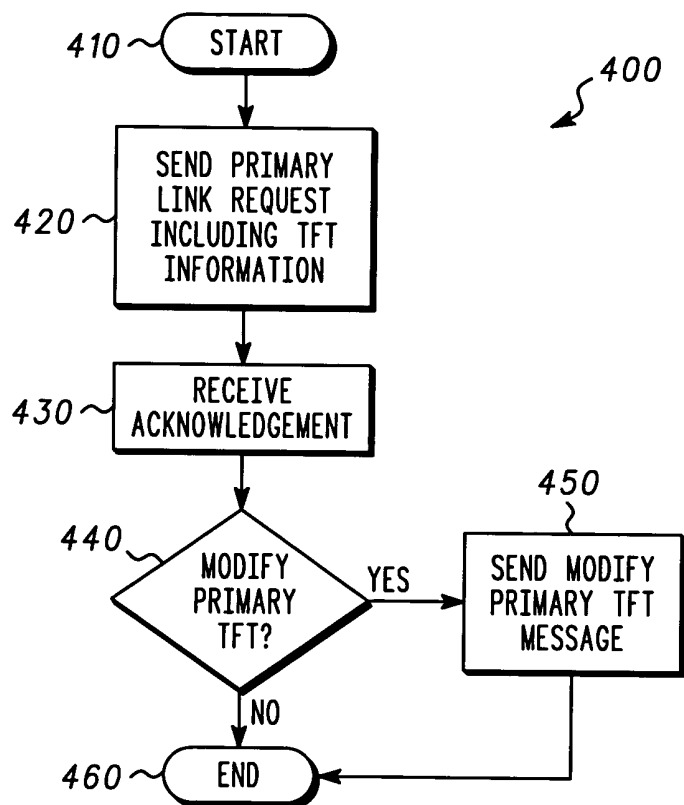 410
START
400
420
SEND PRIMARY
LINK REQUEST
INCLUDING TFT
INFORMATION
430
RECEIVE
ACKNOWLEDGEMENT
440
MODIFY
PRIMARY
TFT?
YES
450
SEND MODIFY
PRIMARY TFT
MESSAGE
NO
460
END